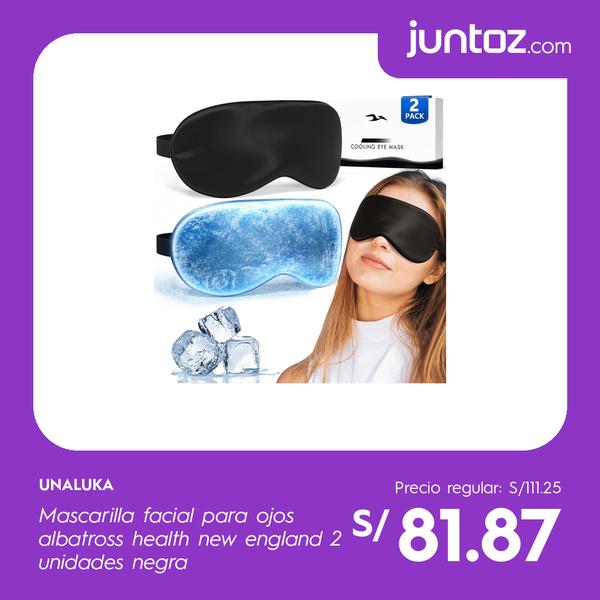 juntoz.com
2
PACK
COOLING EYE MASK
UNALUKA
Mascarilla facial para ojos
albatross health new england 2
unidades negra
Precio regular: S/111.25
S/ 81.87